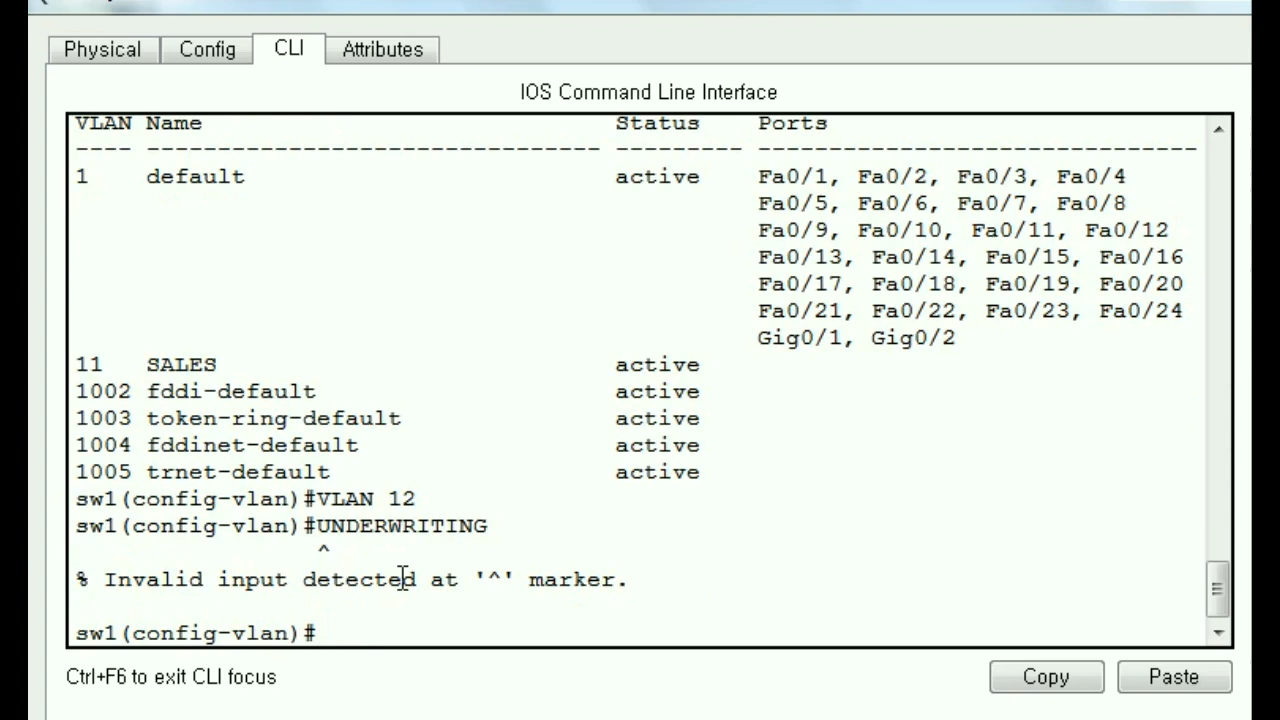 Physical Config CLI Attributes
IOS Command Line Interface
VLAN Name Status Ports
---- -------------------------------- --------- -------------------------------
1 default active Fa0/1, Fa0/2, Fa0/3, Fa0/4
Fa0/5, Fa0/6, Fa0/7, Fa0/8
Fa0/9, Fa0/10, Fa0/11, Fa0/12
Fa0/13, Fa0/14, Fa0/15, Fa0/16
Fa0/17, Fa0/18, Fa0/19, Fa0/20
Fa0/21, Fa0/22, Fa0/23, Fa0/24
Gig0/1, Gig0/2
11 SALES active
1002 fddi-default active
1003 token-ring-default active
1004 fddinet-default active
1005 trnet-default active
sw1(config-vlan)#VLAN 12
sw1(config-vlan)#UNDERWRITING
^
% Invalid input detected at '^' marker.
sw1(config-vlan)#
Ctrl+F6 to exit CLI focus
Copy Paste